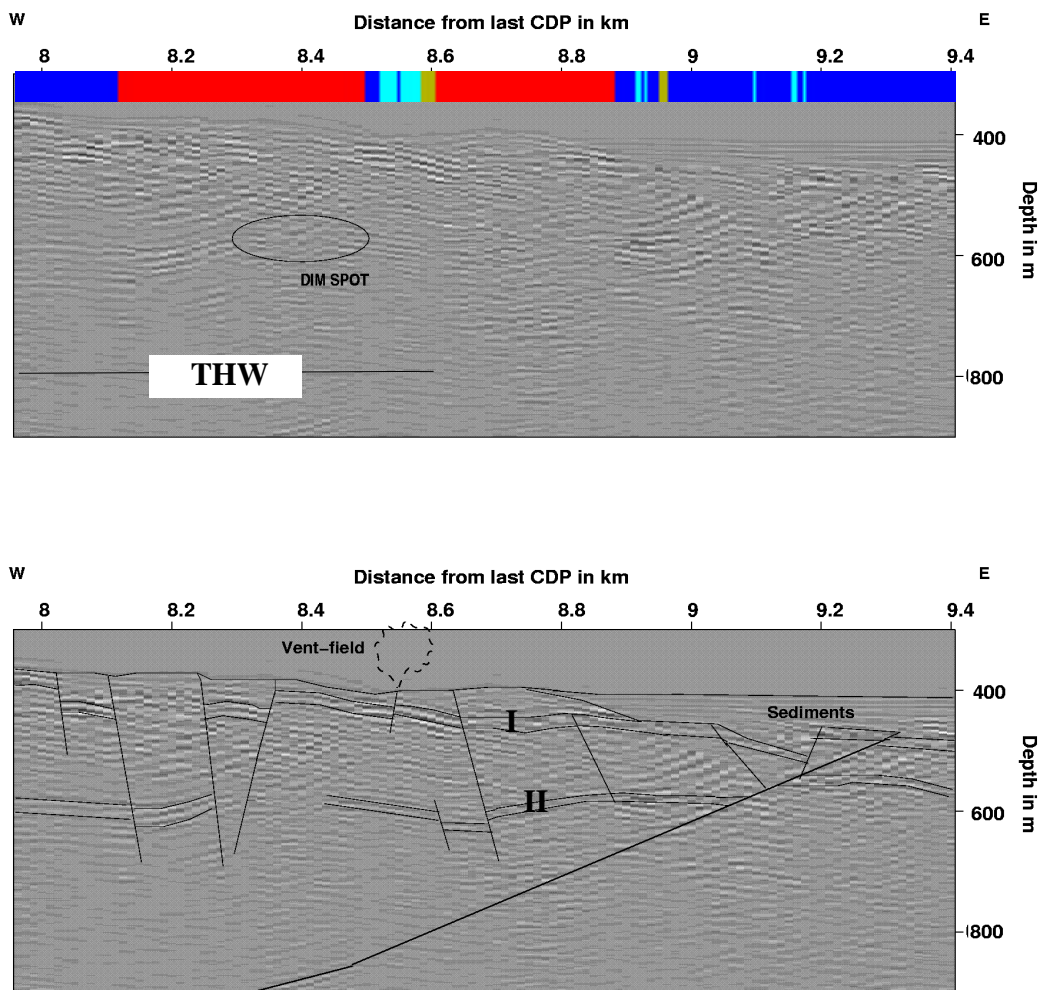 W Distance from last CDP in km E
8 8.2 8.4 8.6 8.8 9 9.2 9.4
400
Depth in m
600
DIM SPOT
THW
800
W Distance from last CDP in km E
8 8.2 8.4 8.6 8.8 9 9.2 9.4
Vent-field
400
Sediments
I
Depth in m
II
600
800